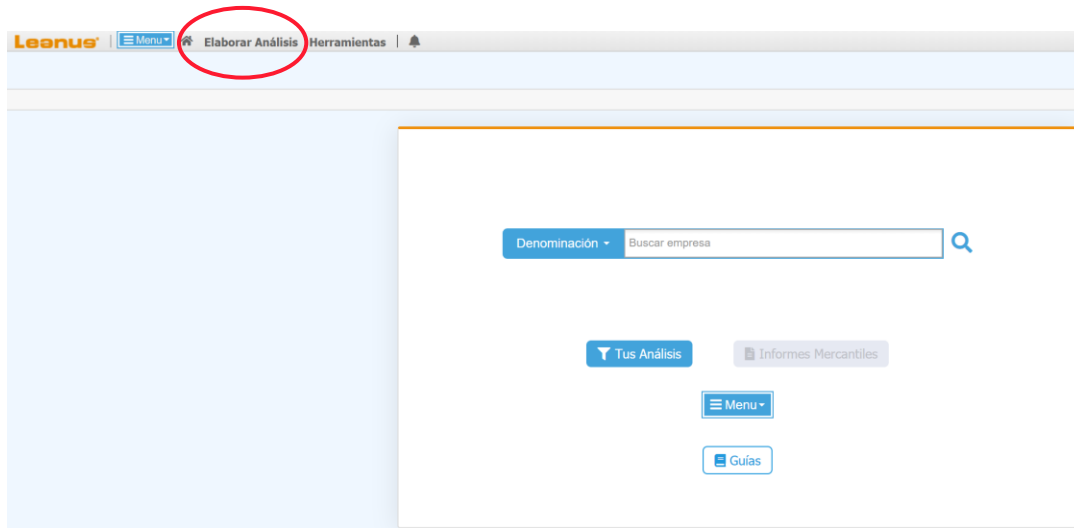 Leanus | Menu Elaborar Análisis Herramientas |
Denominación Buscar empresa
Tus Análisis Informes Mercantiles
Menu
Guías